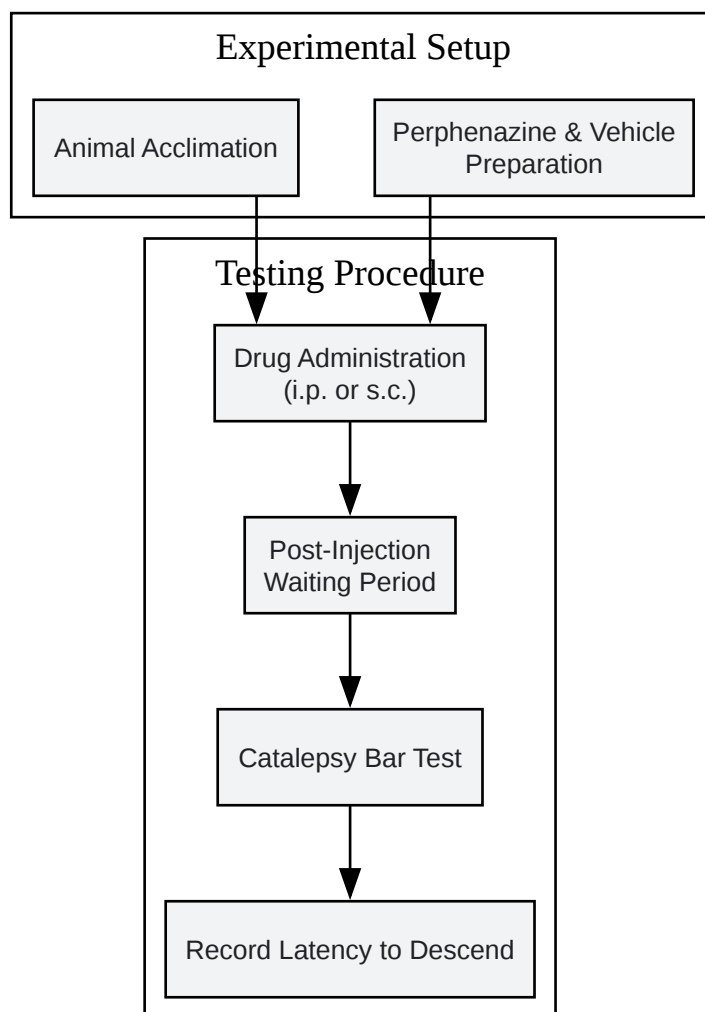 Experimental Setup
Animal Acclimation
Perphenazine & Vehicle
Preparation
Testing Procedure
Drug Administration
(i.p. or s.c.)
Post-Injection
Waiting Period
Catalepsy Bar Test
Record Latency to Descend